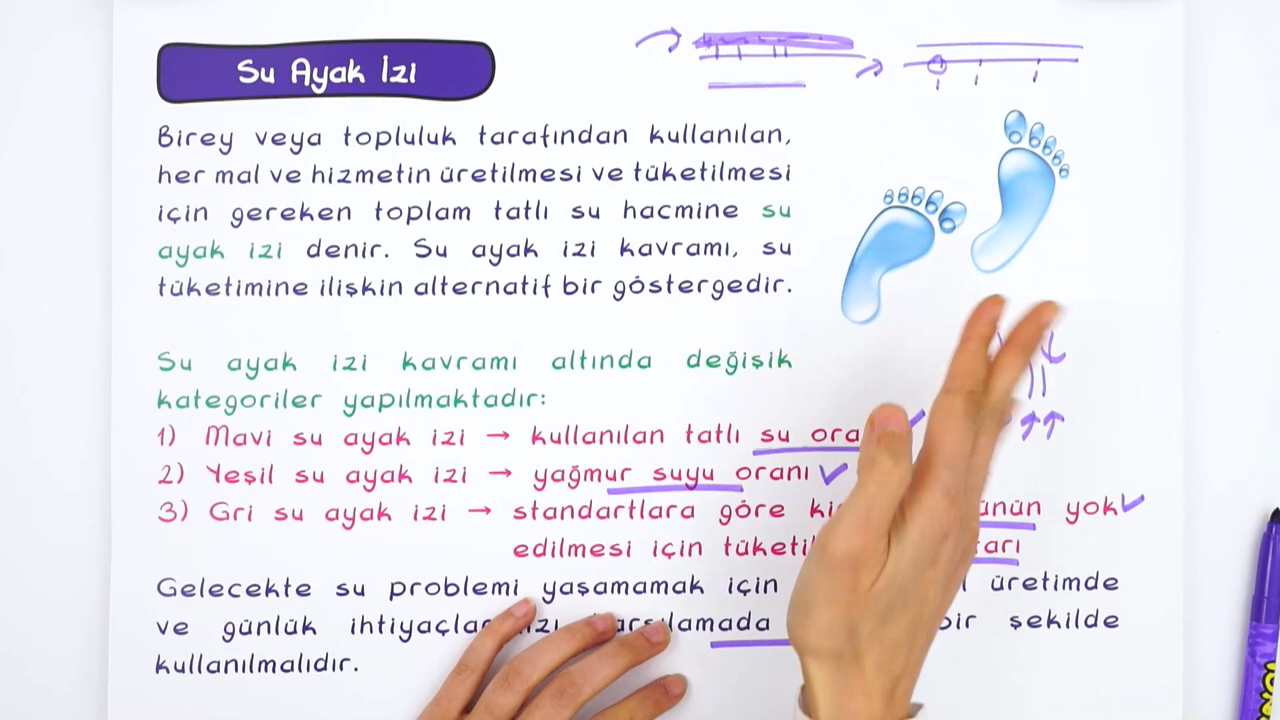 Su Ayak İzi
Birey veya topluluk tarafından kullanılan,
her mal ve hizmetin üretilmesi ve tüketilmesi
için gereken toplam tatlı su hacmine su
ayak izi denir. Su ayak izi kavramı, su
tüketimine ilişkin alternatif bir göstergedir.
Su ayak izi kavramı altında değişik
kategoriler yapılmaktadır:
1) Mavi su ayak izi → kullanılan tatlı su
2) Yeşil su ayak izi → yağmur suyu oranı
3) Gri su ayak izi → standartlara göre yok
edilmesi için
Gelecekte su problemi yaşamamak için üretimde
ve günlük bir şekilde
kullanılmalıdır.